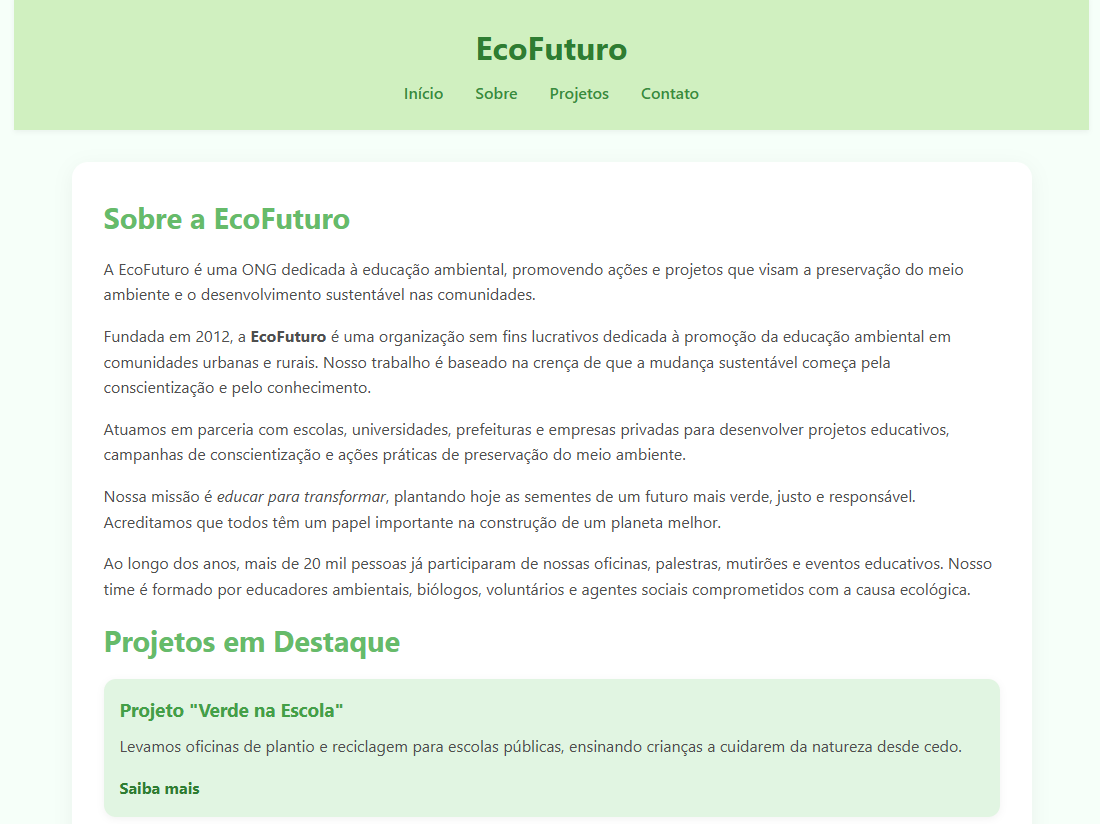 EcoFuturo
Início Sobre Projetos Contato
Sobre a EcoFuturo
A EcoFuturo é uma ONG dedicada à educação ambiental, promovendo ações e projetos que visam a preservação do meio
ambiente e o desenvolvimento sustentável nas comunidades.
Fundada em 2012, a EcoFuturo é uma organização sem fins lucrativos dedicada à promoção da educação ambiental em
comunidades urbanas e rurais. Nosso trabalho é baseado na crença de que a mudança sustentável começa pela
conscientização e pelo conhecimento.
Atuamos em parceria com escolas, universidades, prefeituras e empresas privadas para desenvolver projetos educativos,
campanhas de conscientização e ações práticas de preservação do meio ambiente.
Nossa missão é educar para transformar, plantando hoje as sementes de um futuro mais verde, justo e responsável.
Acreditamos que todos têm um papel importante na construção de um planeta melhor.
Ao longo dos anos, mais de 20 mil pessoas já participaram de nossas oficinas, palestras, mutirões e eventos educativos. Nosso
time é formado por educadores ambientais, biólogos, voluntários e agentes sociais comprometidos com a causa ecológica.
Projetos em Destaque
Projeto "Verde na Escola"
Levamos oficinas de plantio e reciclagem para escolas públicas, ensinando crianças a cuidarem da natureza desde cedo.
Saiba mais